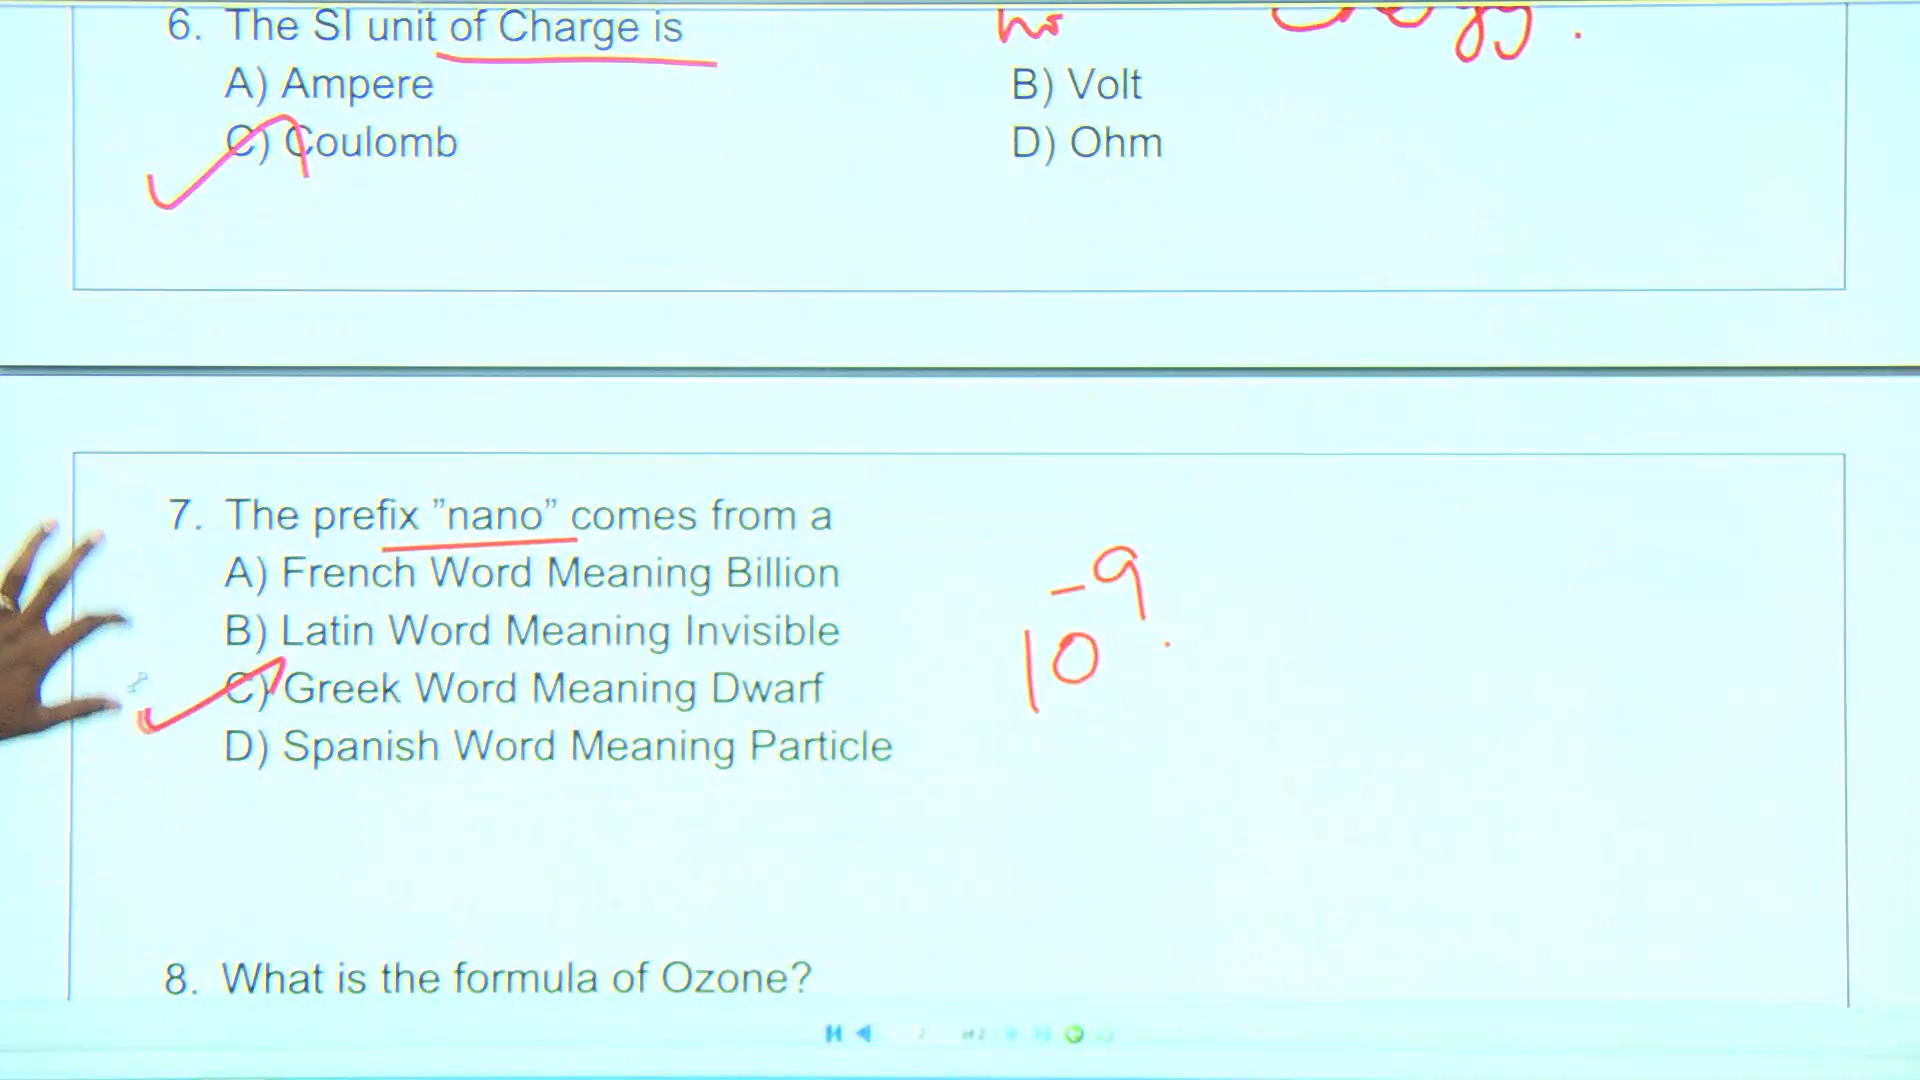 6. The SI unit of Charge is
A) Ampere
B) Volt
C) Coulomb
D) Ohm
7. The prefix ”nano” comes from a
A) French Word Meaning Billion
B) Latin Word Meaning Invisible
C) Greek Word Meaning Dwarf
D) Spanish Word Meaning Particle
10⁻⁹
8. What is the formula of Ozone?